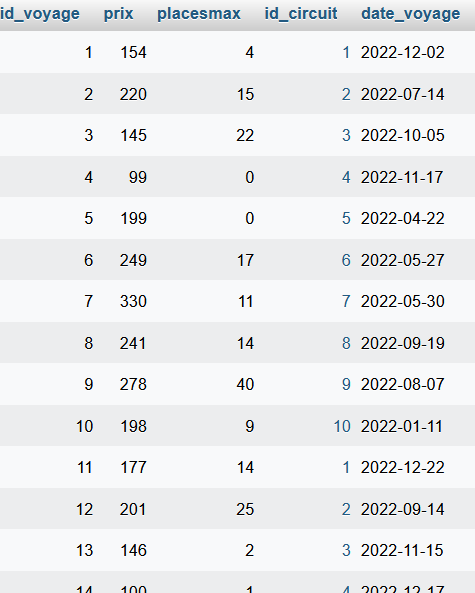 id_voyage prix placesmax id_circuit date_voyage
1 154 4 1 2022-12-02
2 220 15 2 2022-07-14
3 145 22 3 2022-10-05
4 99 0 4 2022-11-17
5 199 0 5 2022-04-22
6 249 17 6 2022-05-27
7 330 11 7 2022-05-30
8 241 14 8 2022-09-19
9 278 40 9 2022-08-07
10 198 9 10 2022-01-11
11 177 14 1 2022-12-22
12 201 25 2 2022-09-14
13 146 2 3 2022-11-15
14 100 1 4 2022-12-17